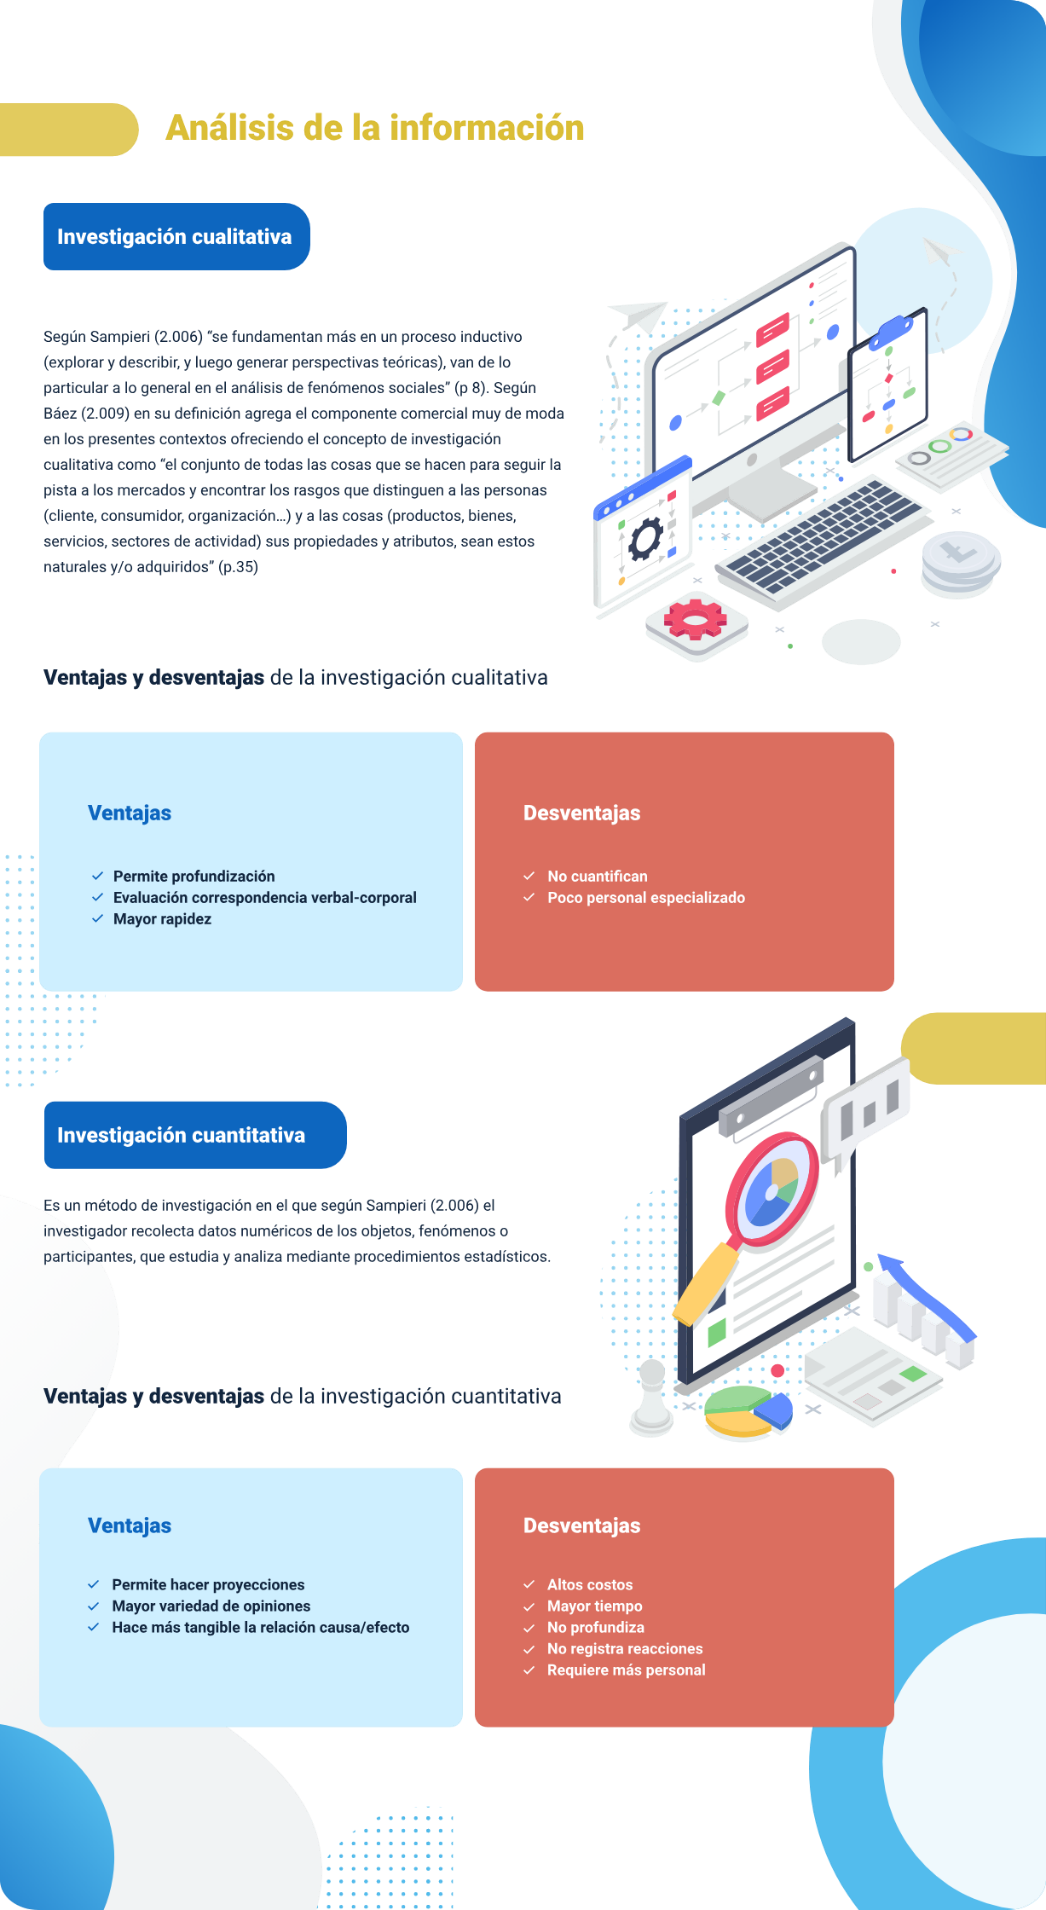 Análisis de la información
Investigación cualitativa
Según Sampieri (2.006) “se fundamentan más en un proceso inductivo
(explorar y describir, y luego generar perspectivas teóricas), van de lo
particular a lo general en el análisis de fenómenos sociales” (p 8). Según
Báez (2.009) en su definición agrega el componente comercial muy de moda
en los presentes contextos ofreciendo el concepto de investigación
cualitativa como “el conjunto de todas las cosas que se hacen para seguir la
pista a los mercados y encontrar los rasgos que distinguen a las personas
(cliente, consumidor, organización...) y a las cosas (productos, bienes,
servicios, sectores de actividad) sus propiedades y atributos, sean estos
naturales y/o adquiridos” (p.35)
Ventajas y desventajas de la investigación cualitativa
Ventajas
Permite profundización
Evaluación correspondencia verbal-corporal
Mayor rapidez
Desventajas
No cuantifican
Poco personal especializado
Investigación cuantitativa
Es un método de investigación en el que según Sampieri (2.006) el
investigador recolecta datos numéricos de los objetos, fenómenos o
participantes, que estudia y analiza mediante procedimientos estadísticos.
Ventajas y desventajas de la investigación cuantitativa
Ventajas
Permite hacer proyecciones
Mayor variedad de opiniones
Hace más tangible la relación causa/efecto
Desventajas
Altos costos
Mayor tiempo
No profundiza
No registra reacciones
Requiere más personal